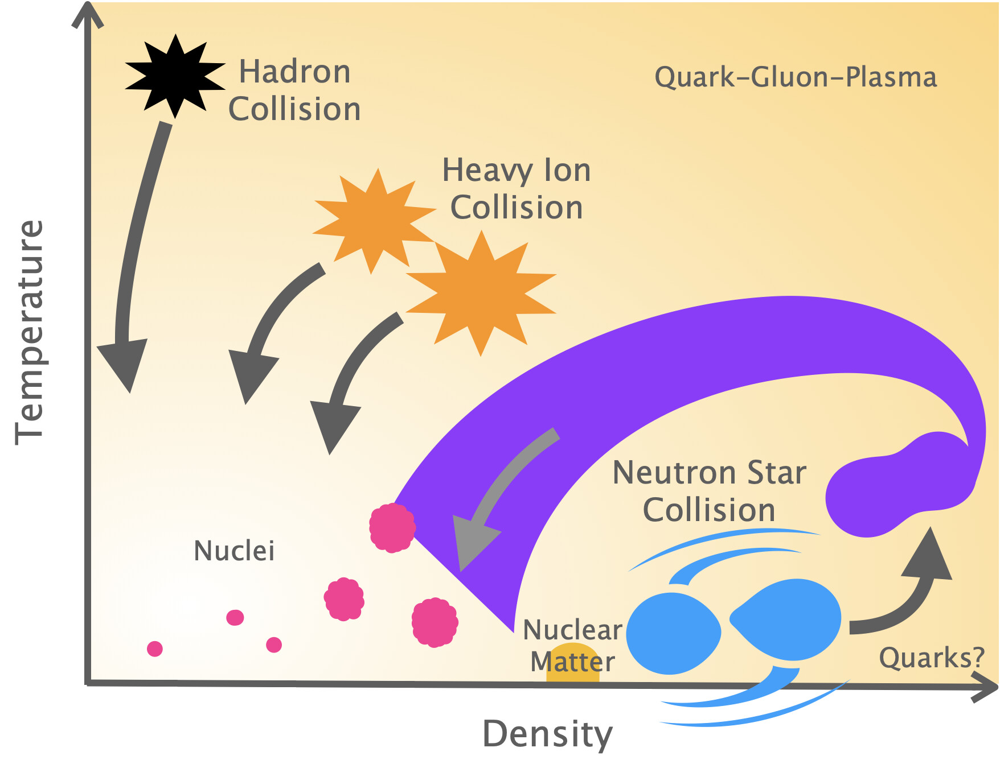 Hadron
Collision
Quark-Gluon-Plasma
Heavy Ion
Collision
Temperature
Neutron Star
Collision
Nuclei
Nuclear
Matter
Quarks?
Density